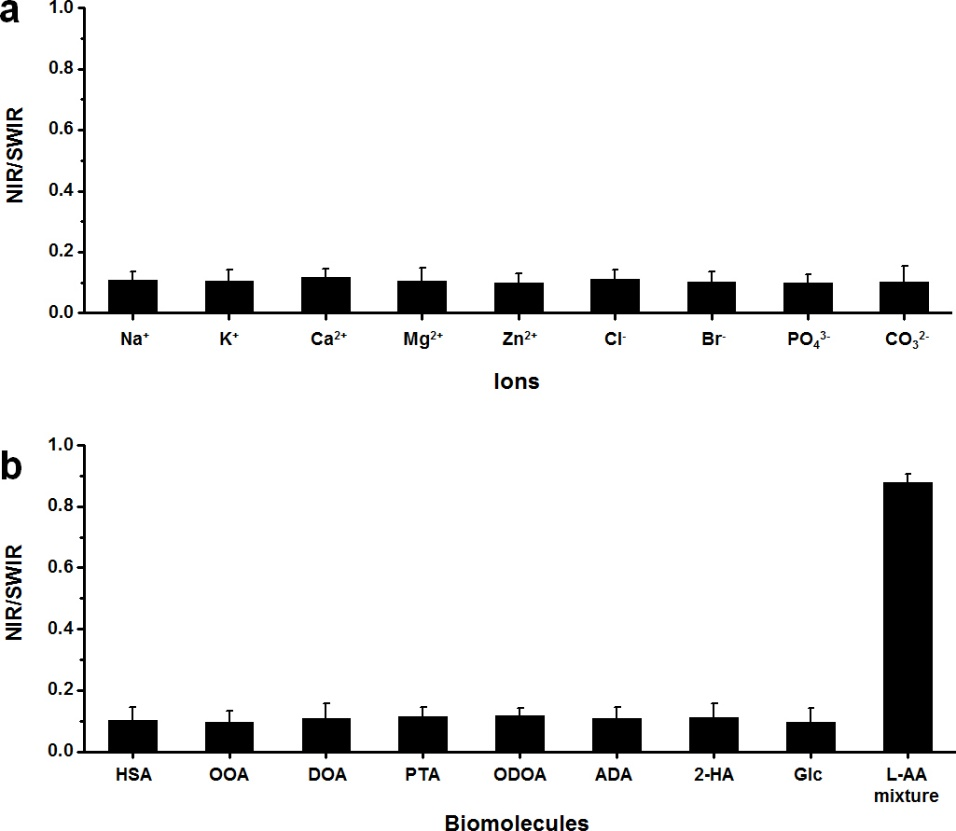 a
1.0
0.8
0.6
0.4
0.2
0.0
NIR/SWIR
Na⁺ K⁺ Ca²⁺ Mg²⁺ Zn²⁺ Cl⁻ Br⁻ PO₄³⁻ CO₃²⁻
Ions
b
1.0
0.8
0.6
0.4
0.2
0.0
NIR/SWIR
HSA OOA DOA PTA ODOA ADA 2-HA Glc L-AA
mixture
Biomolecules